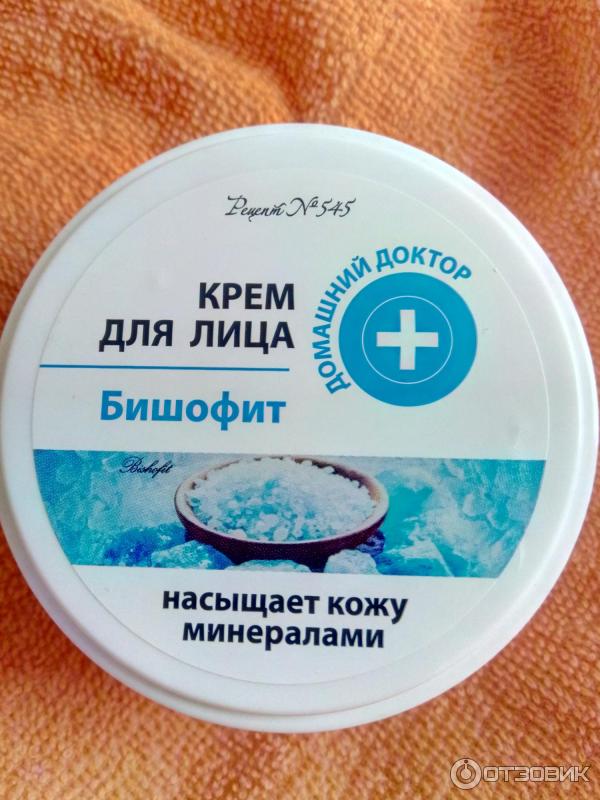 Рецепт №545
ДОМАШНИЙ ДОКТОР
КРЕМ
ДЛЯ ЛИЦА
Бишофит
Bishofit
насыщает кожу
минералами
ОТЗОВИК